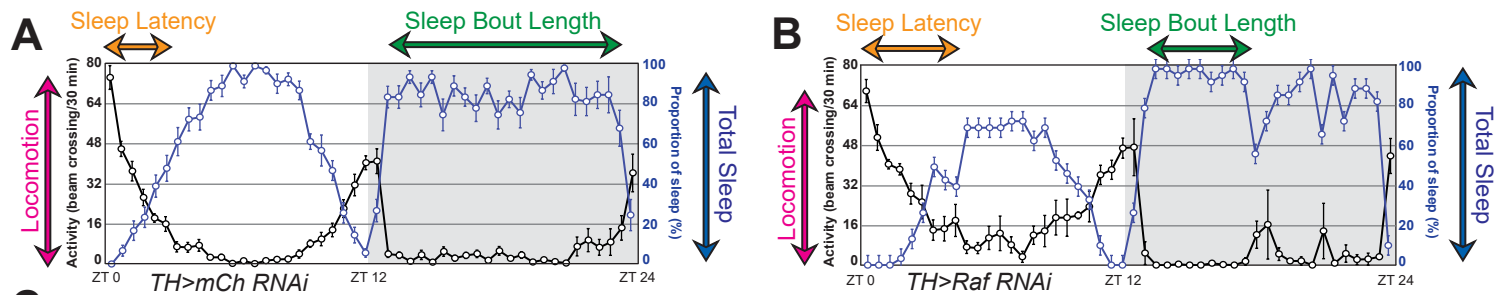 A
Sleep Latency
Sleep Bout Length
Locomotion
Activity (beam crossing/30 min)
80
64
48
32
16
0
100
80
60
40
20
0
Proportion of sleep (%)
Total Sleep
ZT 0
TH>mCh RNAi
ZT 12
ZT 24
B
Sleep Latency
Sleep Bout Length
Locomotion
Activity (beam crossing/30 min)
80
64
48
32
16
0
100
80
60
40
20
0
Proportion of sleep (%)
Total Sleep
ZT 0
TH>Raf RNAi
ZT 12
ZT 24